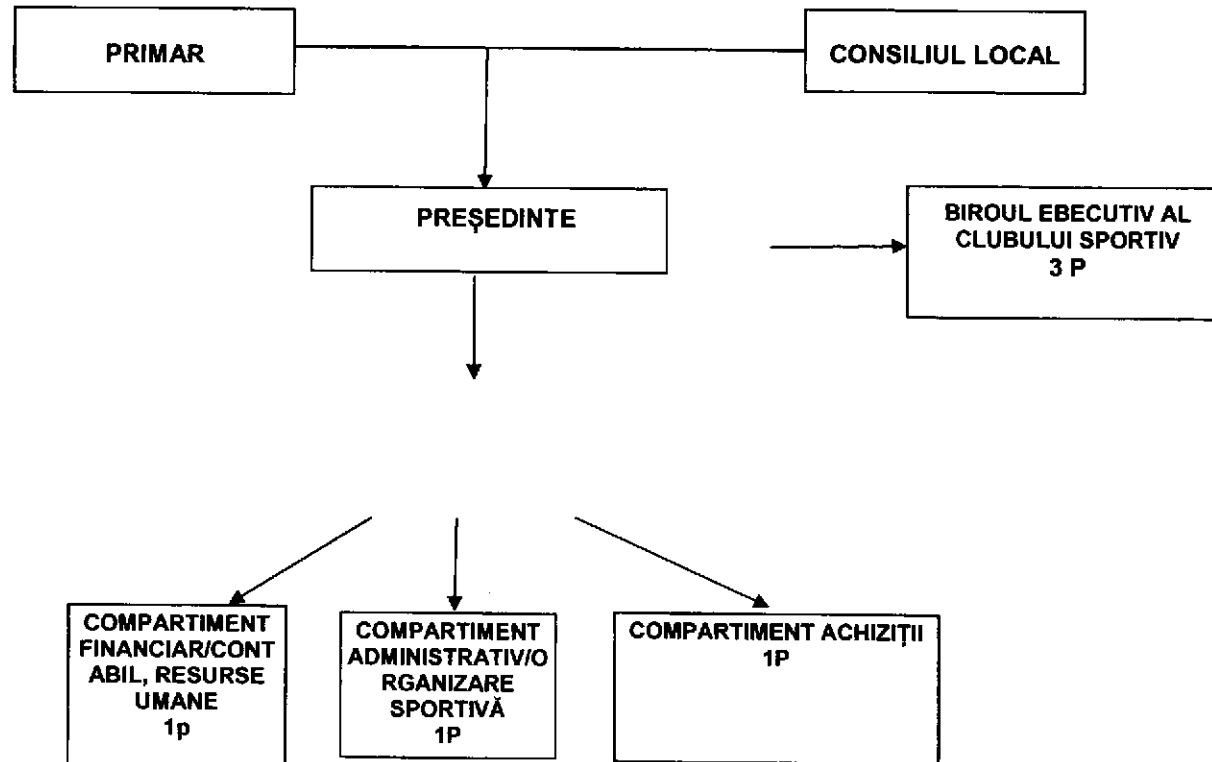 PRIMAR
CONSILIUL LOCAL
PREȘEDINTE
BIROUL EBECUTIV AL
CLUBULUI SPORTIV
3 P
COMPARTIMENT
FINANCIAR/CONT
ABIL, RESURSE
UMANE
1p
COMPARTIMENT
ADMINISTRATIV/O
RGANIZARE
SPORTIVĂ
1P
COMPARTIMENT ACHIZIȚII
1P